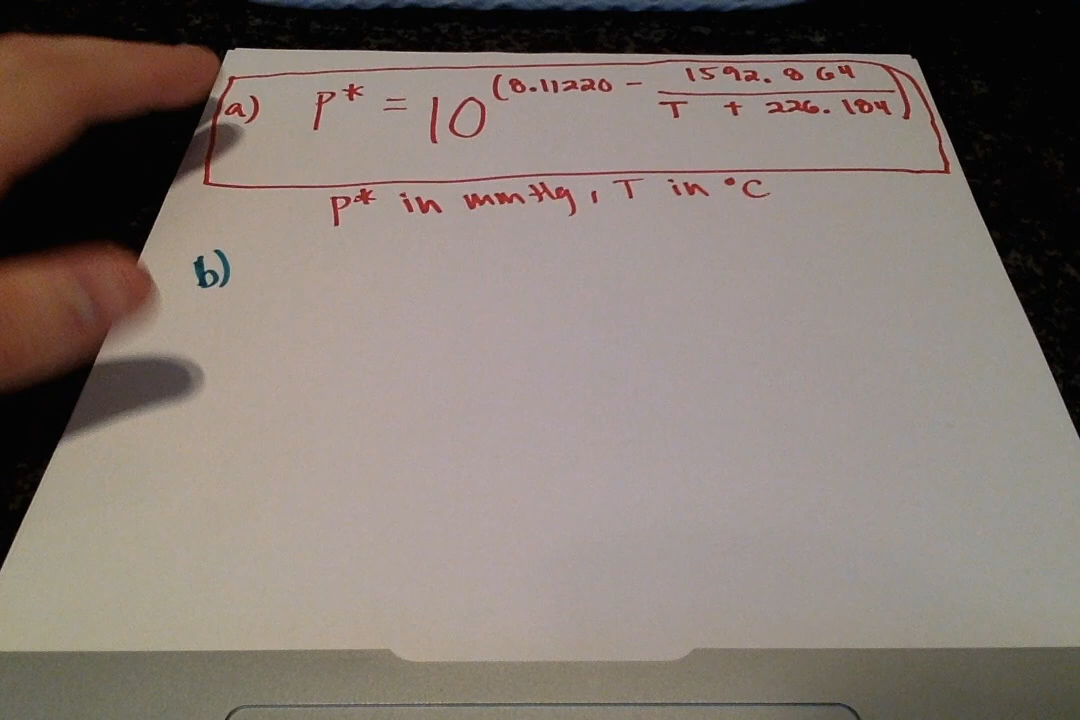 a) P* = 10^(8.11220 - 1592.864 / (T + 226.184))
P* in mmHg, T in °C
b)